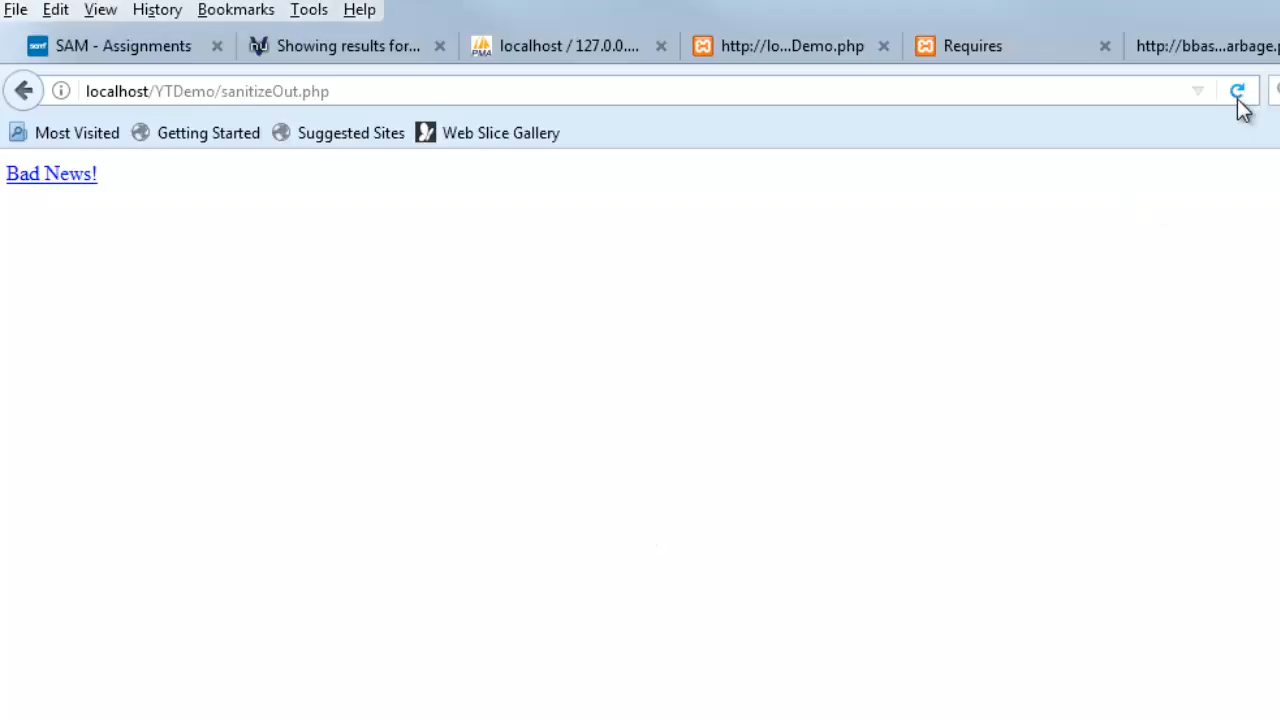 File Edit View History Bookmarks Tools Help
SAM - Assignments Showing results for... localhost / 127.0.0.... http://lo...Demo.php Requires http://bbas...arbage.p
localhost/YTDemo/sanitizeOut.php
Most Visited Getting Started Suggested Sites Web Slice Gallery
Bad News!